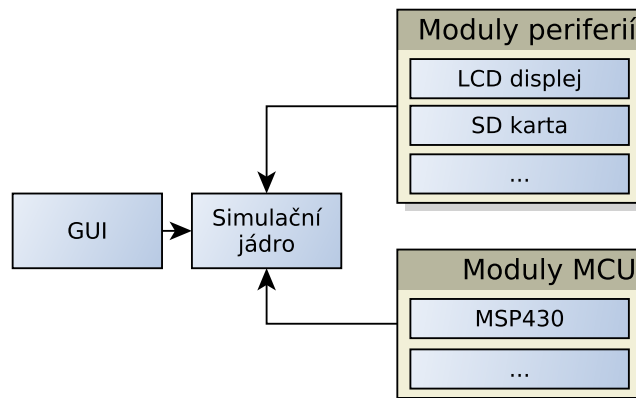 Moduly periferií
LCD displej
SD karta
...
GUI
Simulační
jádro
Moduly MCU
MSP430
...